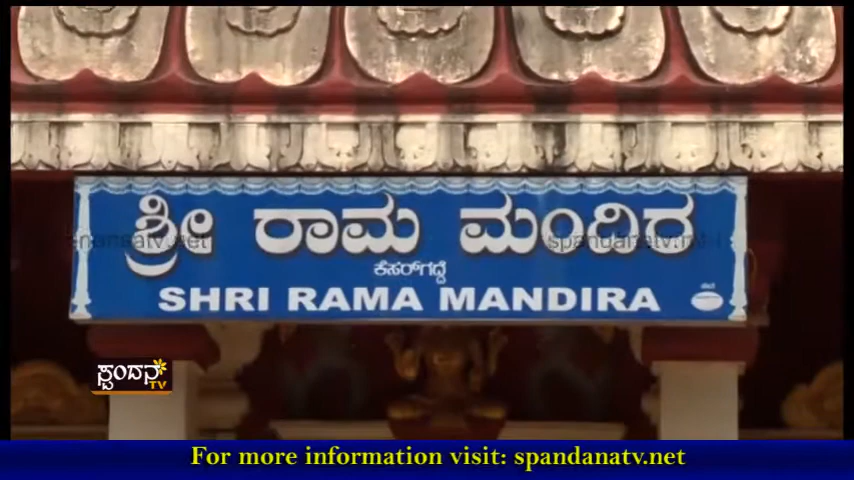 ಶ್ರೀ ರಾಮ ಮಂದಿರ
ಕೆಸರ್‌ಗದ್ದೆ
SHRI RAMA MANDIRA
ಸ್ಪಂದನ
TV
For more information visit: spandanatv.net